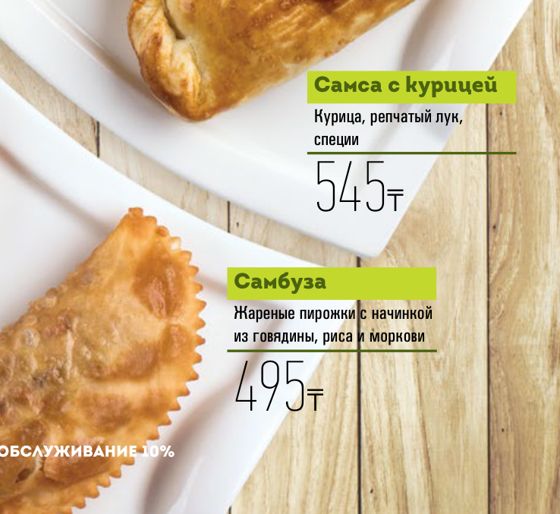 Самса с курицей
Курица, репчатый лук,
специи
545₸
Самбуза
Жареные пирожки с начинкой
из говядины, риса и моркови
495₸
ОБСЛУЖИВАНИЕ 10%